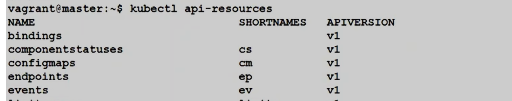 vagrant@master:~$ kubectl api-resources
NAME SHORTNAMES APIVERSION
bindings v1
componentstatuses cs v1
configmaps cm v1
endpoints ep v1
events ev v1